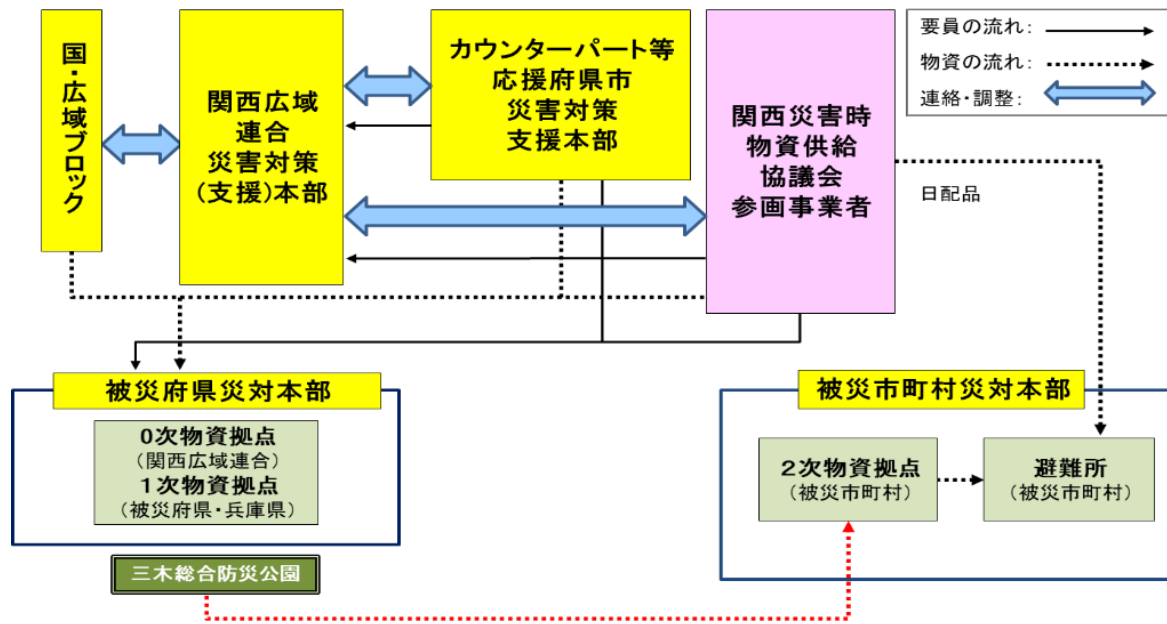 国・広域ブロック
関西広域
連合
災害対策
(支援)本部
カウンターパート等
応援府県市
災害対策
支援本部
関西災害時
物資供給
協議会
参画事業者
要員の流れ:
物資の流れ:
連絡・調整:
日配品
被災府県災対本部
0次物資拠点
(関西広域連合)
1次物資拠点
(被災府県・兵庫県)
三木総合防災公園
被災市町村災対本部
2次物資拠点
(被災市町村)
避難所
(被災市町村)